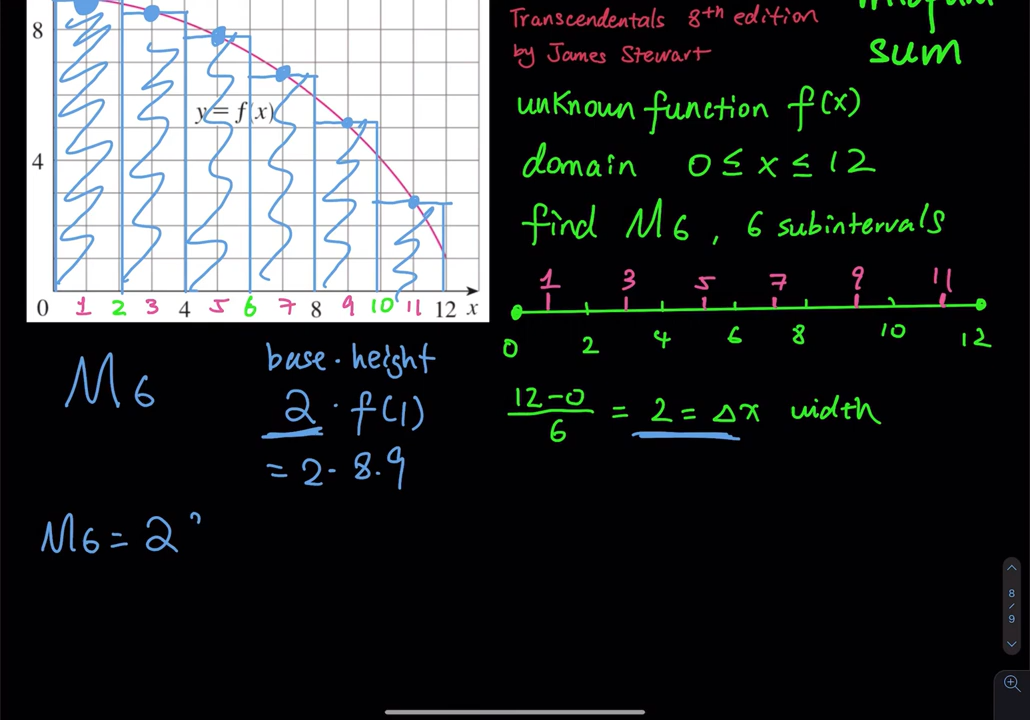 8
4
y = f(x)
0 1 2 3 4 5 6 7 8 9 10 11 12 x
Transcendentals 8th edition
by James Stewart
sum
unknown function f(x)
domain 0 ≤ x ≤ 12
find M6 , 6 subintervals
1 3 5 7 9 11
0 2 4 6 8 10 12
12-0/6 = 2 = Δx width
M6
base · height
2 · f(1)
= 2 · 8.9
M6 = 2
8/9